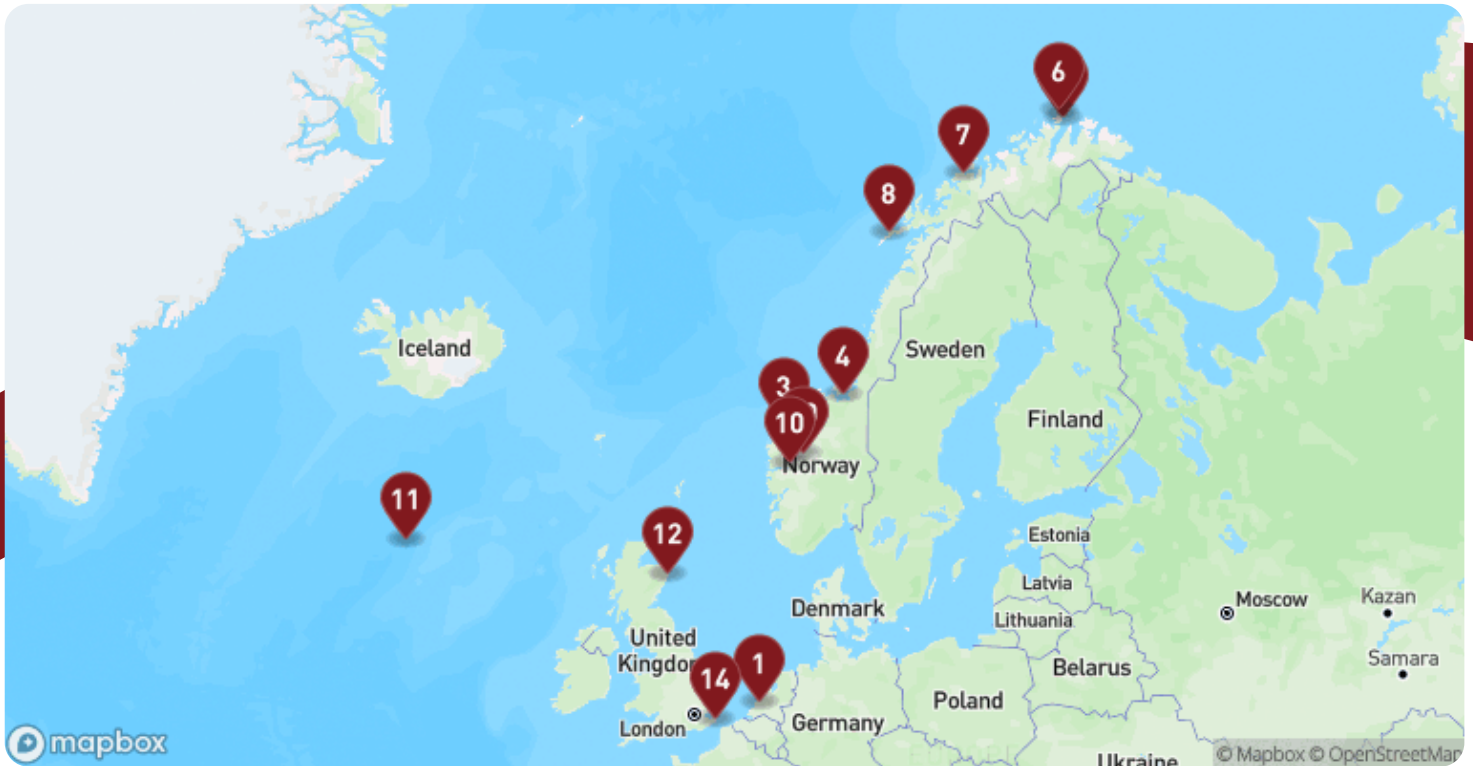 6
7
8
Iceland
Sweden
4
3
10
Finland
Norway
11
12
Estonia
Latvia
Moscow
Kazan
Denmark
Lithuania
United
Kingdom
1
14
Belarus
Samara
Poland
London
Germany
mapbox
Ukraine
© Mapbox © OpenStreetMap